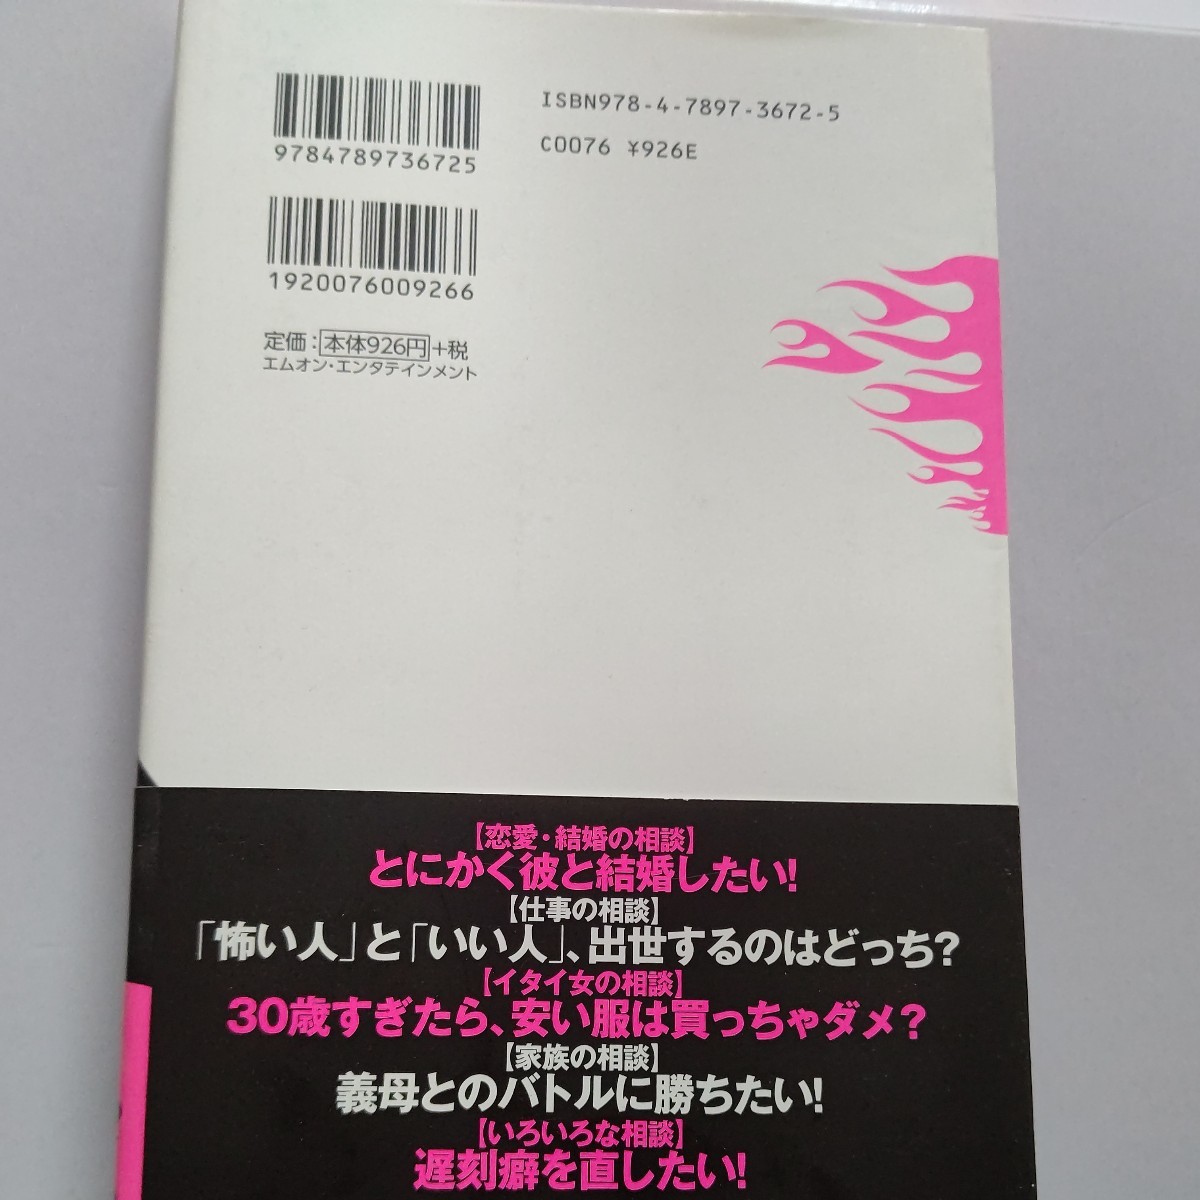 ISBN978-4-7897-3672-5
C0076 ¥926E
9784789736725
1920076009266
定価：本体926円+税
エムオン・エンタテインメント
【恋愛・結婚の相談】
とにかく彼と結婚したい！
【仕事の相談】
「怖い人」と「いい人」、出世するのはどっち？
【イタイ女の相談】
30歳すぎたら、安い服は買っちゃダメ？
【家族の相談】
義母とのバトルに勝ちたい！
【いろいろな相談】
遅刻癖を直したい！